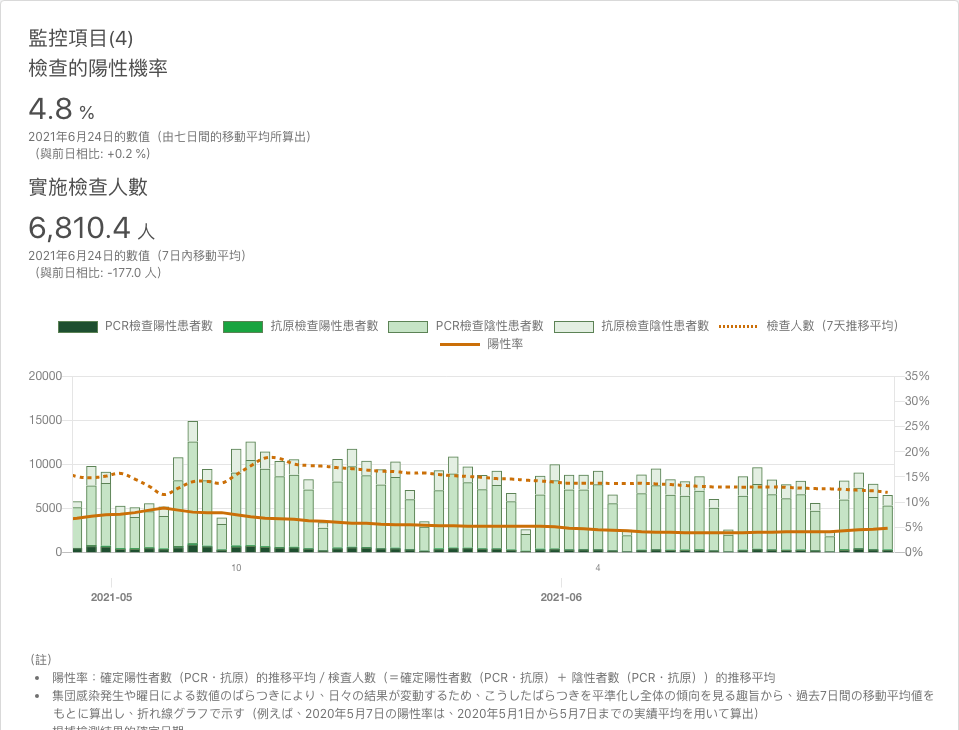 監控項目(4)
檢查的陽性機率
4.8 %
2021年6月24日的數值（由七日間的移動平均所算出）
（與前日相比: +0.2 %）
實施檢查人數
6,810.4 人
2021年6月24日的數值（7日內移動平均）
（與前日相比: -177.0 人）
PCR檢查陽性患者數 抗原檢查陽性患者數 PCR檢查陰性患者數 抗原檢查陰性患者數 檢查人數（7天推移平均）
陽性率
20000 35%
30%
15000 25%
20%
10000 15%
10%
5000 5%
0 0%
10 4
2021-05 2021-06
（註）
• 陽性率：確定陽性者數（PCR・抗原）的推移平均 / 検査人數（＝確定陽性者數（PCR・抗原）＋ 陰性者數（PCR・抗原））的推移平均
• 集団感染発生や曜日による数値のばらつきにより、日々の結果が変動するため、こうしたばらつきを平準化し全体の傾向を見る趣旨から、過去7日間の移動平均値を
もとに算出し、折れ線グラフで示す（例えば、2020年5月7日の陽性率は、2020年5月1日から5月7日までの実績平均を用いて算出）